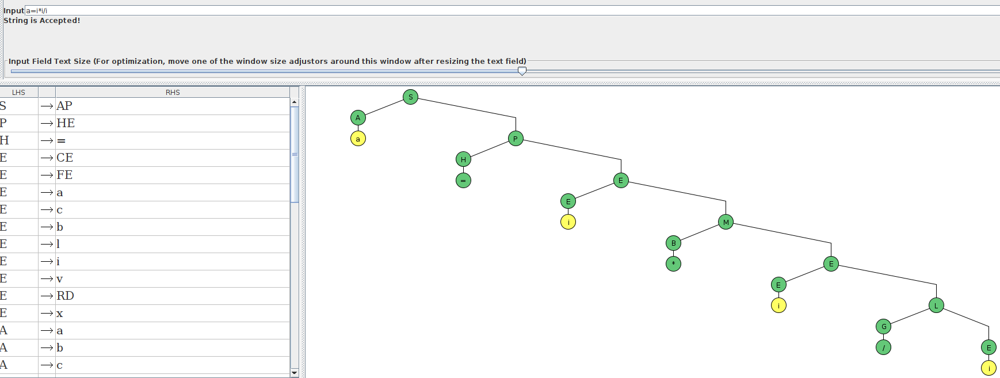 Input a=i*i/i
String is Accepted!
Input Field Text Size (For optimization, move one of the window size adjustors around this window after resizing the text field)
LHS RHS
S → AP
P → HE
H → =
E → CE
E → FE
E → a
E → c
E → b
E → l
E → i
E → v
E → RD
E → x
A → a
A → b
A → c
S
A
a
P
H
=
E
E
i
M
B
*
E
E
i
L
G
/
E
i